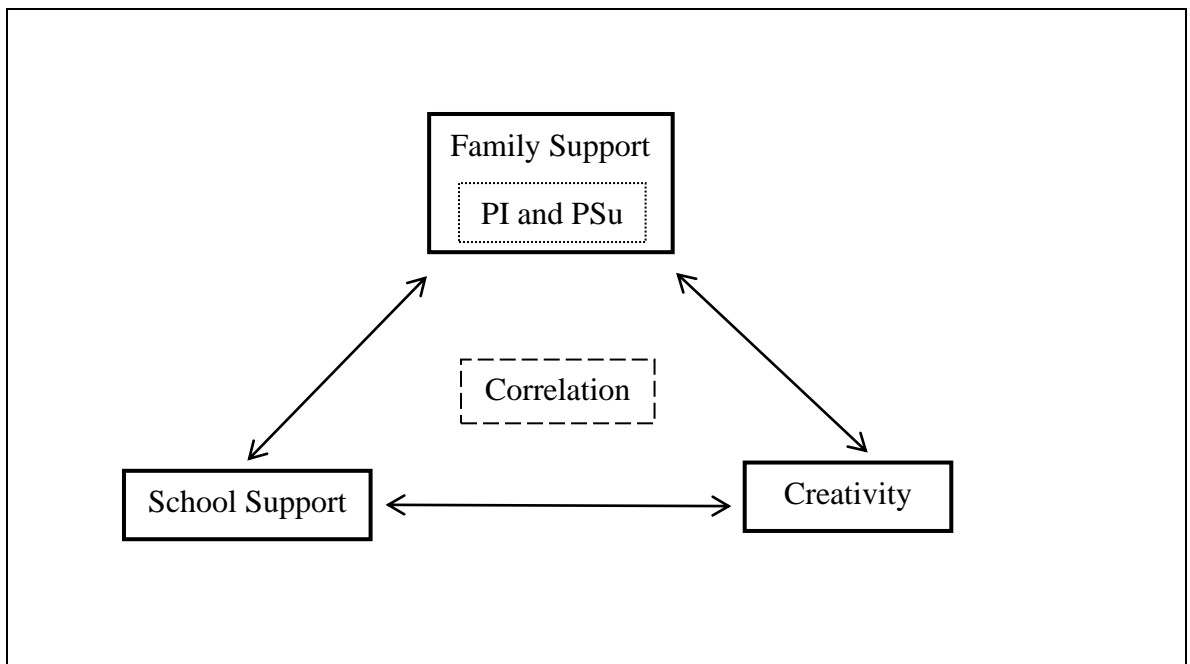 Family Support
PI and PSu
Correlation
School Support
Creativity